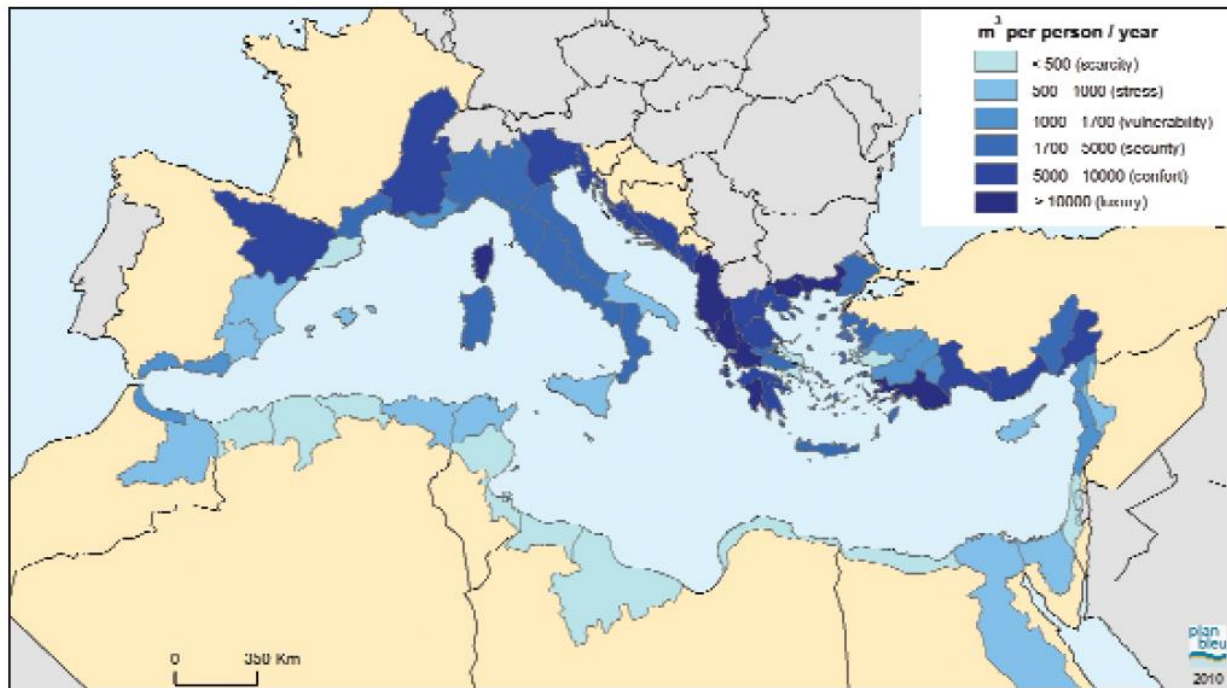 m³ per person / year
< 500 (scarcity)
500 1000 (stress)
1000 1700 (vulnerability)
1700 5000 (security)
5000 10000 (confort)
> 10000 (luxury)
0 350 Km
plan
bleu
2010